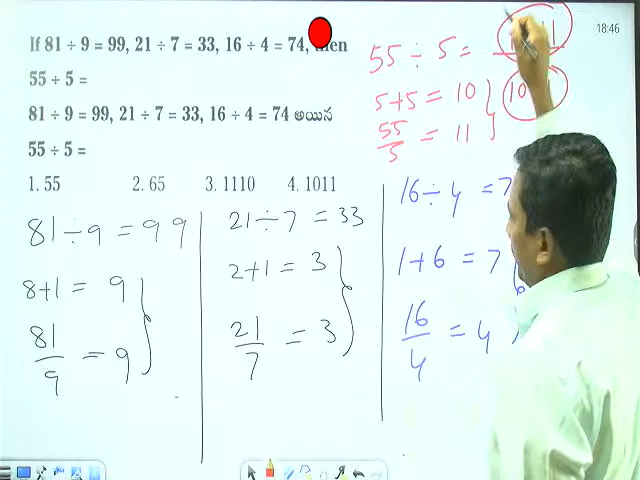 If 81 ÷ 9 = 99, 21 ÷ 7 = 33, 16 ÷ 4 = 74, then
55 ÷ 5 =
81 ÷ 9 = 99, 21 ÷ 7 = 33, 16 ÷ 4 = 74 అయిన
55 ÷ 5 =
1. 55 2. 65 3. 1110 4. 1011
18:46
55 ÷ 5 =
5+5 = 10
55/5 = 11
81 ÷ 9 = 99
8+1 = 9
81/9 = 9
21 ÷ 7 = 33
2+1 = 3
21/7 = 3
16 ÷ 4 = 7
1+6 = 7
16/4 = 4